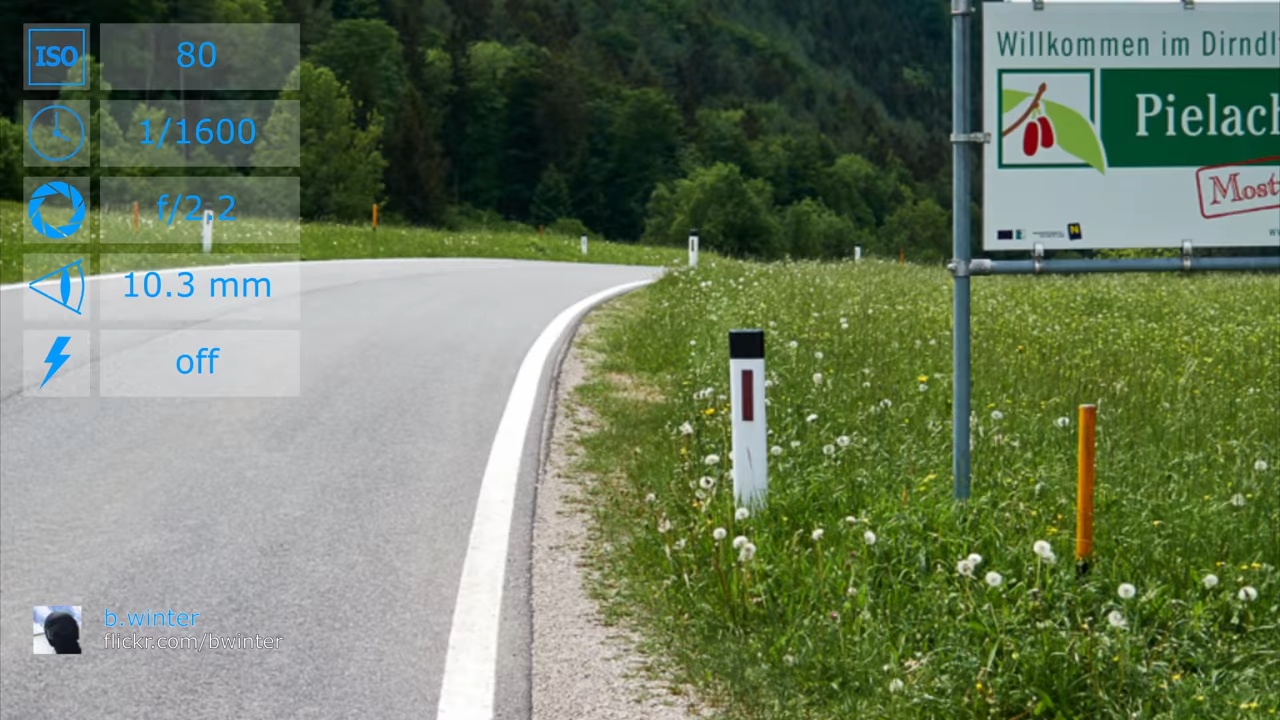 ISO 80
1/1600
f/2.2
10.3 mm
off
Willkommen im Dirndl
Pielach
Most
b.winter
flickr.com/bwinter